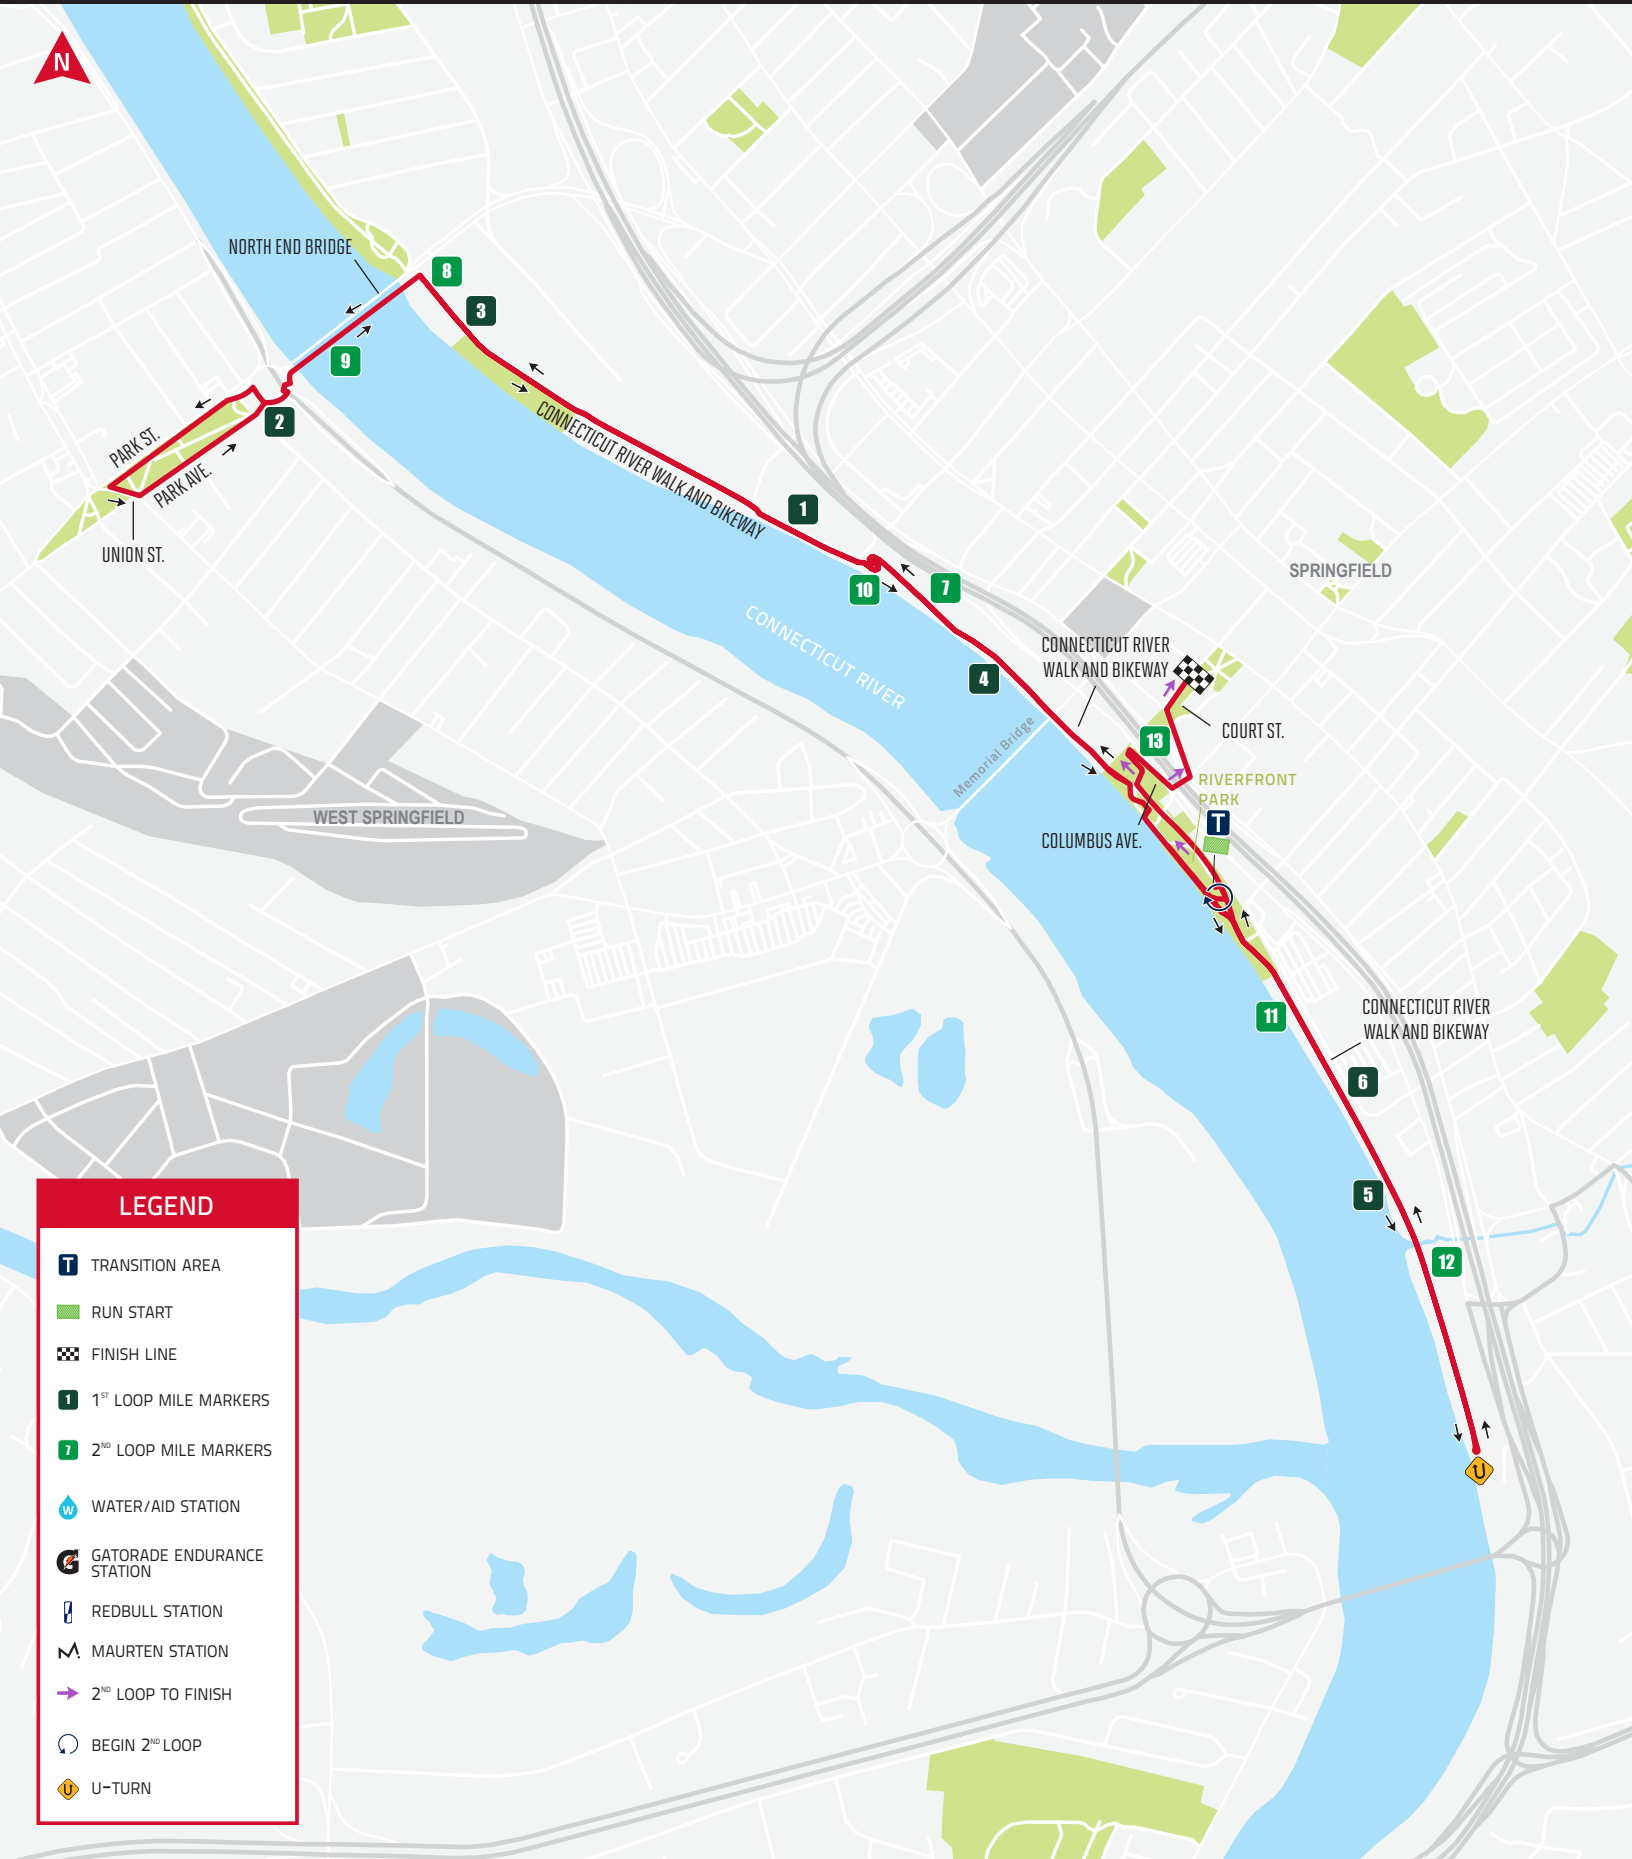 N
NORTH END BRIDGE
8
3
9
2
PARK ST.
PARK AVE.
UNION ST.
CONNECTICUT RIVER WALK AND BIKEWAY
1
10
7
CONNECTICUT RIVER
4
SPRINGFIELD
CONNECTICUT RIVER
WALK AND BIKEWAY
COURT ST.
13
Memorial Bridge
RIVERFRONT
PARK
T
COLUMBUS AVE.
WEST SPRINGFIELD
11
CONNECTICUT RIVER
WALK AND BIKEWAY
6
5
12
U
LEGEND
T TRANSITION AREA
RUN START
FINISH LINE
1 1ST LOOP MILE MARKERS
7 2ND LOOP MILE MARKERS
W WATER/AID STATION
G GATORADE ENDURANCE
STATION
REDBULL STATION
M. MAURTEN STATION
2ND LOOP TO FINISH
BEGIN 2ND LOOP
U U-TURN